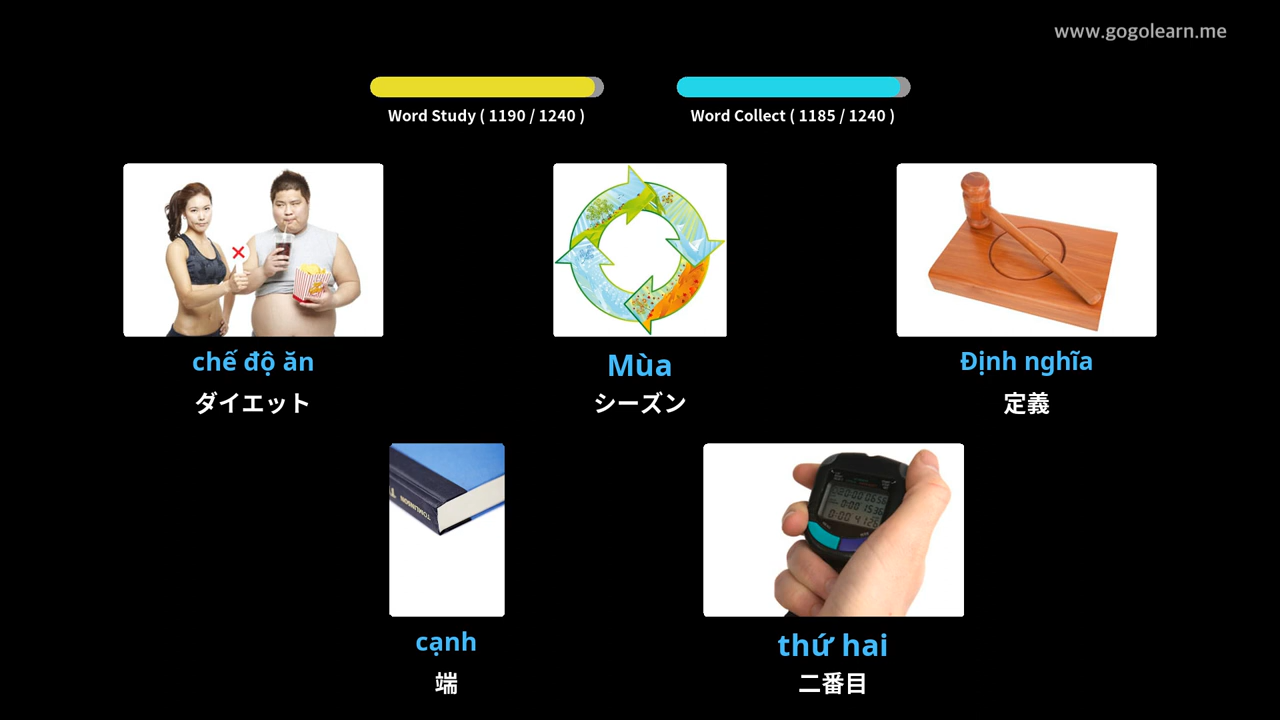 www.gogolearn.me
Word Study ( 1190 / 1240 )
Word Collect ( 1185 / 1240 )
chế độ ăn
ダイエット
Mùa
シーズン
Định nghĩa
定義
TOMLINSON
cạnh
端
thứ hai
二番目